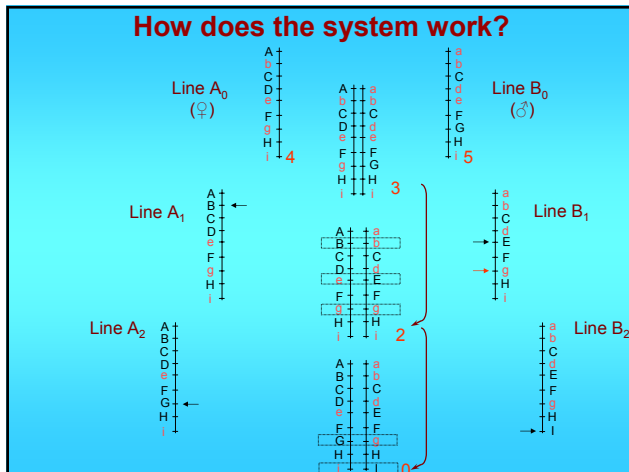 How does the system work?
Line A0
(♀)
A
b
C
D
e
F
g
H
i 4
A a
b b
C C
D d
e e
F F
g G
H H
i i
3
Line B0
(♂)
a
b
C
d
e
F
G
H
i 5
Line A1
A
B
C
D
e
F
g
H
i
A a
B b
C C
D d
e E
F F
g g
H H
i i
2
Line B1
a
b
C
d
E
F
g
H
i
Line A2
A
B
C
D
e
F
G
H
i
A a
B b
C C
D d
e E
F F
G g
H H
i I
0
Line B2
a
b
C
d
E
F
g
H
I